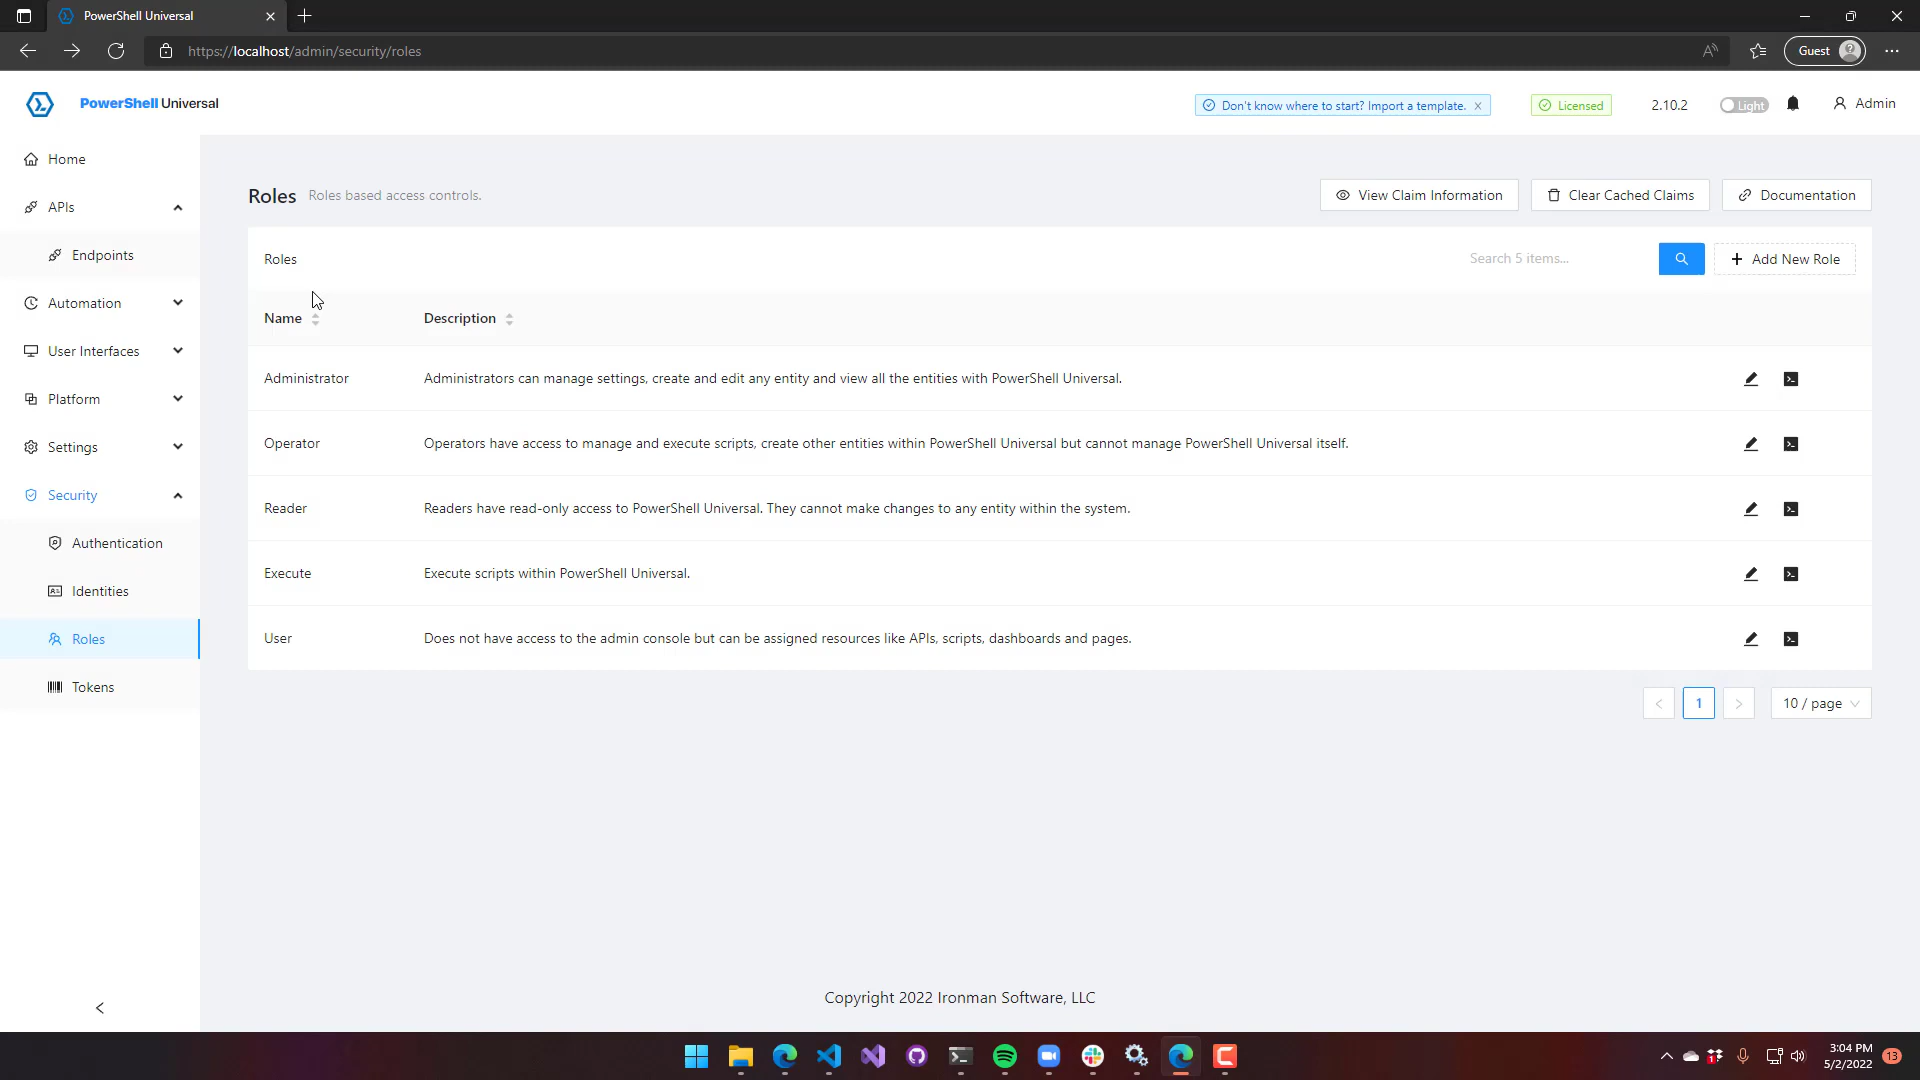 PowerShell Universal
https://localhost/admin/security/roles
Guest
PowerShell Universal
Don't know where to start? Import a template.
Licensed
2.10.2
Light
Admin
Home
APIs
Endpoints
Automation
User Interfaces
Platform
Settings
Security
Authentication
Identities
Roles
Tokens
Roles Roles based access controls.
View Claim Information
Clear Cached Claims
Documentation
Roles
Search 5 items...
Add New Role
Name Description
Administrator Administrators can manage settings, create and edit any entity and view all the entities with PowerShell Universal.
Operator Operators have access to manage and execute scripts, create other entities within PowerShell Universal but cannot manage PowerShell Universal itself.
Reader Readers have read-only access to PowerShell Universal. They cannot make changes to any entity within the system.
Execute Execute scripts within PowerShell Universal.
User Does not have access to the admin console but can be assigned resources like APIs, scripts, dashboards and pages.
1
10 / page
Copyright 2022 Ironman Software, LLC
3:04 PM
5/2/2022
13